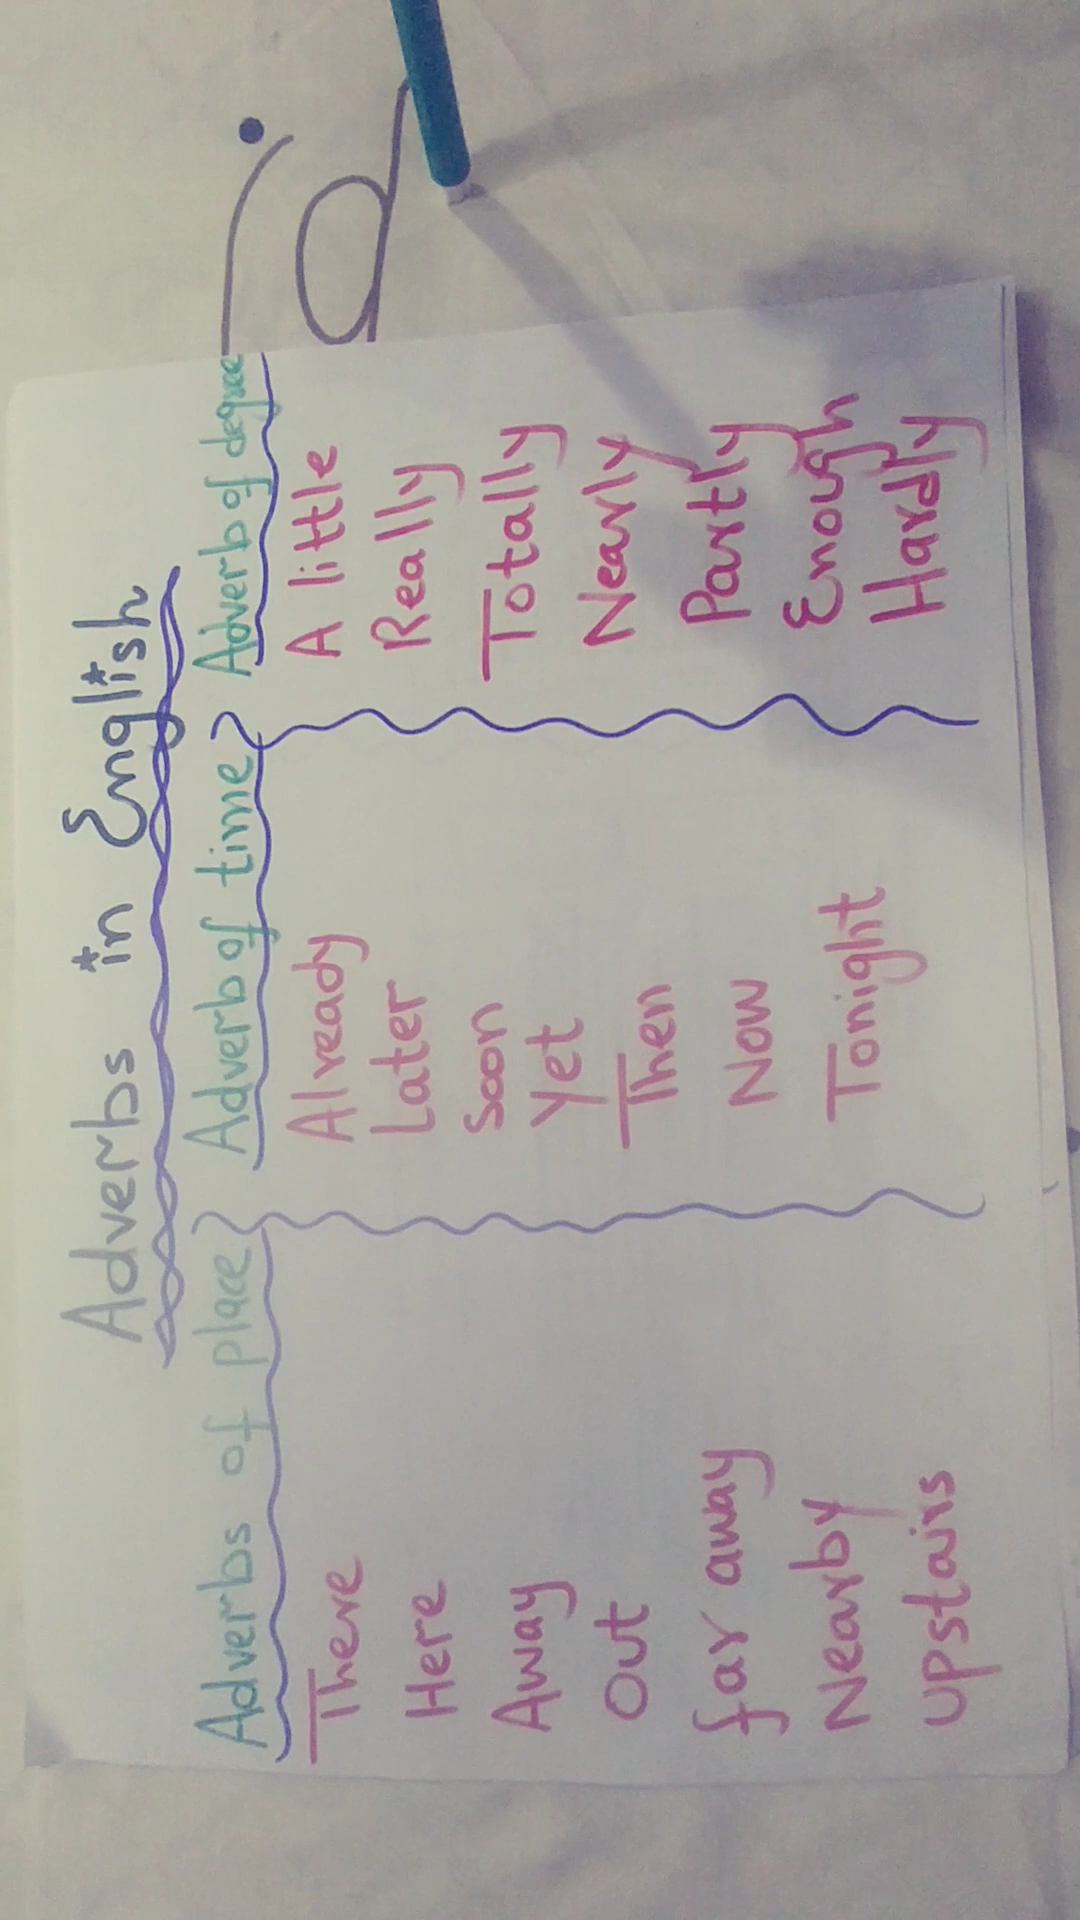 Adverbs in English
Adverbs of place
There
Here
Away
Out
far away
Nearby
upstairs
Adverb of time
Already
Later
Soon
Yet
Then
Now
Tonight
Adverb of degree
A little
Really
Totally
Nearly
Partly
Enough
Hardly